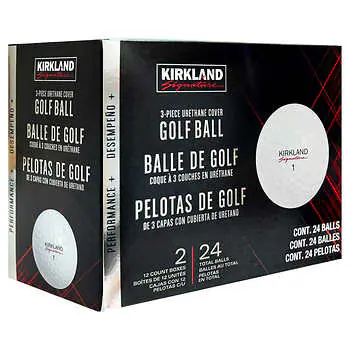 KIRKLAND
Signature
GOLF BALL
BALLE DE GOLF
COQUE À 3 COUCHES EN URÉTHANE
PELOTAS DE GOLF
DE 3 CAPAS CON CUBIERTA DE URETANO
KIRKLAND
1
PERFORMANCE + DESEMPEÑO +
KIRKLAND
Signature
3-PIECE URETHANE COVER
GOLF BALL
BALLE DE GOLF
COQUE À 3 COUCHES EN URÉTHANE
PELOTAS DE GOLF
DE 3 CAPAS CON CUBIERTA DE URETANO
2
12 COUNT BOXES
BOÎTES DE 12 UNITÉS
CAJAS CON 12
PELOTAS C/U
24
TOTAL BALLS
BALLES AU TOTAL
PELOTAS
EN TOTAL
KIRKLAND
Signature
1
CONT. 24 BALLS
CONT. 24 BALLES
CONT. 24 PELOTAS